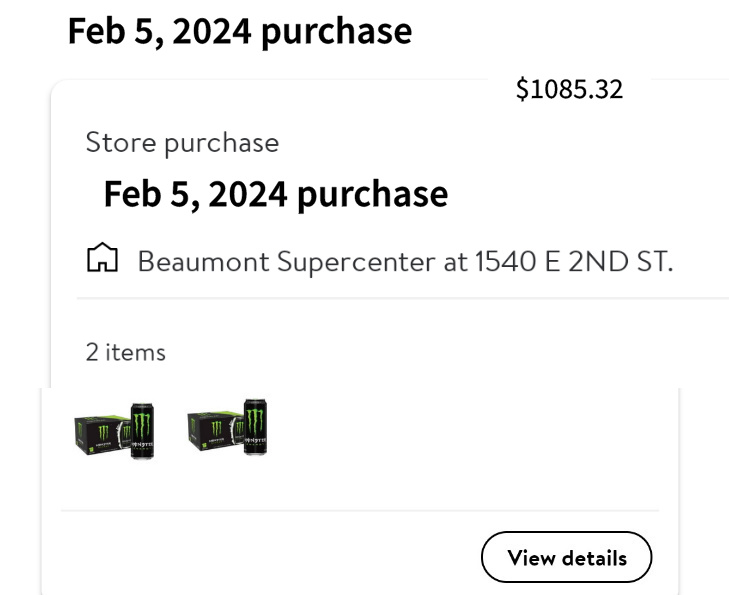 Feb 5, 2024 purchase
$1085.32
Store purchase
Feb 5, 2024 purchase
Beaumont Supercenter at 1540 E 2ND ST.
2 items
View details